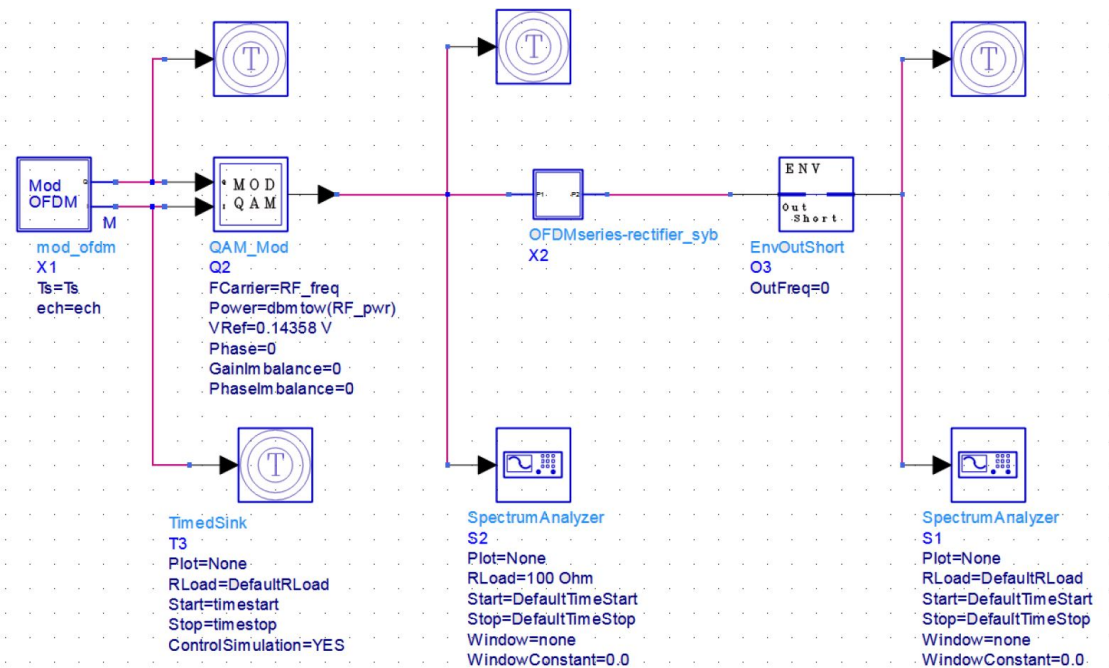 T
T
T
Mod
OFDM
Q
I
M
mod_ofdm
X1
Ts=Ts
ech=ech
MOD
QAM
QAM_Mod
Q2
FCarrier=RF_freq
Power=dbmtow(RF_pwr)
VRef=0.14358 V
Phase=0
GainImbalance=0
PhaseImbalance=0
P1
P2
OFDMseries-rectifier_syb
X2
ENV
Out
Short
EnvOutShort
O3
OutFreq=0
T
TimedSink
T3
Plot=None
RLoad=DefaultRLoad
Start=timestart
Stop=timestop
ControlSimulation=YES
SpectrumAnalyzer
S2
Plot=None
RLoad=100 Ohm
Start=DefaultTimeStart
Stop=DefaultTimeStop
Window=none
WindowConstant=0.0
SpectrumAnalyzer
S1
Plot=None
RLoad=DefaultRLoad
Start=DefaultTimeStart
Stop=DefaultTimeStop
Window=none
WindowConstant=0.0